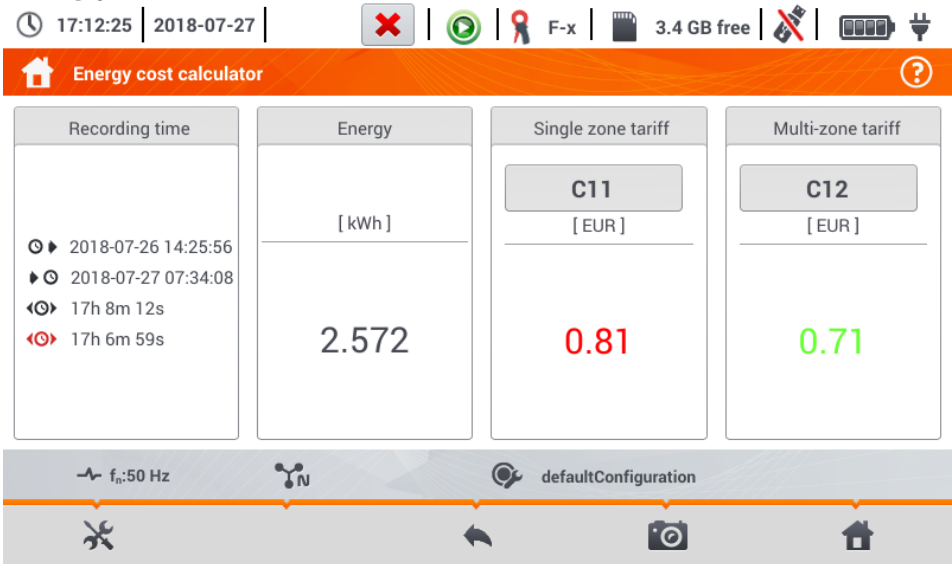 17:12:25 2018-07-27 F-x 3.4 GB free
Energy cost calculator ?
Recording time Energy Single zone tariff Multi-zone tariff
C11 C12
[ kWh ] [ EUR ] [ EUR ]
2018-07-26 14:25:56
2018-07-27 07:34:08
17h 8m 12s
17h 6m 59s
2.572 0.81 0.71
fn:50 Hz N defaultConfiguration